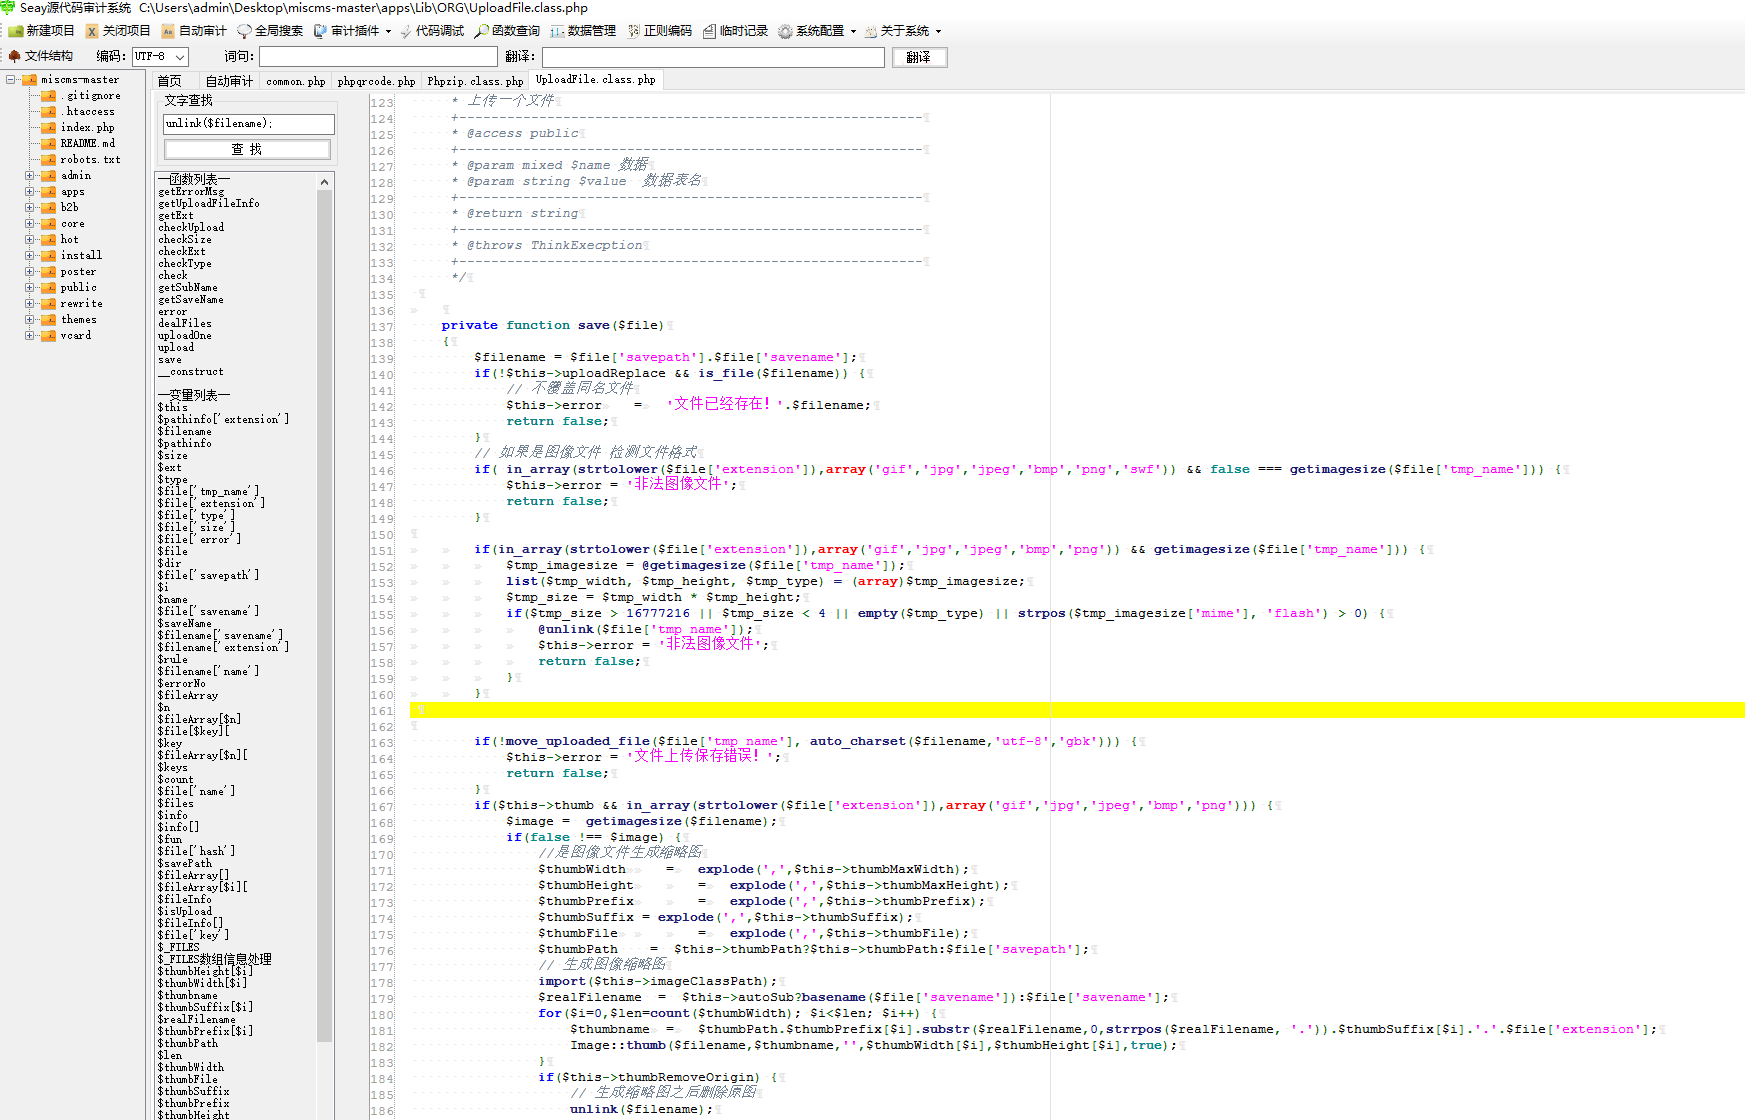 Seay源代码审计系统  C:\Users\admin\Desktop\miscms-master\apps\Lib\ORG\UploadFile.class.php
新建项目 关闭项目 自动审计 全局搜索 审计插件 代码调试 函数查询 数据管理 正则编码 临时记录 系统配置 关于系统
文件结构 编码: UTF-8 词句: 翻译: 翻译
miscms-master
.gitignore
.htaccess
index.php
README.md
robots.txt
admin
apps
b2b
core
hot
install
poster
public
rewrite
themes
vcard
首页 自动审计 common.php phpqrcode.php Phpzip.class.php UploadFile.class.php
文字查找
unlink($filename);
查 找
—函数列表—
getErrorMsg
getUploadFileInfo
getExt
checkUpload
checkSize
checkExt
checkType
check
getSubName
getSaveName
error
dealFiles
uploadOne
upload
save
__construct
—变量列表—
$this
$pathinfo['extension']
$filename
$pathinfo
$size
$ext
$type
$file['tmp_name']
$file['extension']
$file['type']
$file['size']
$file['error']
$file
$dir
$file['savepath']
$i
$name
$file['savename']
$saveName
$filename['savename']
$filename['extension']
$rule
$filename['name']
$errorNo
$fileArray
$n
$fileArray[$n]
$file[$key][
$key
$fileArray[$n][
$keys
$count
$file['name']
$files
$info
$info[]
$fun
$file['hash']
$savePath
$fileArray[]
$fileArray[$i][
$fileInfo
$isUpload
$fileInfo[]
$file['key']
$_FILES
$_FILES数组信息处理
$thumbHeight[$i]
$thumbWidth[$i]
$thumbname
$thumbSuffix[$i]
$realFilename
$thumbPrefix[$i]
$thumbPath
$len
$thumbWidth
$thumbFile
$thumbSuffix
$thumbPrefix
$thumbHeight
123 * 上传一个文件
124 +----------------------------------------------------------
125 * @access public
126 +----------------------------------------------------------
127 * @param mixed $name 数据
128 * @param string $value  数据表名
129 +----------------------------------------------------------
130 * @return string
131 +----------------------------------------------------------
132 * @throws ThinkExecption
133 +----------------------------------------------------------
134 */
135
136
137 private function save($file)
138 {
139 $filename = $file['savepath'].$file['savename'];
140 if(!$this->uploadReplace && is_file($filename)) {
141 // 不覆盖同名文件
142 $this->error = '文件已经存在！'.$filename;
143 return false;
144 }
145 // 如果是图像文件 检测文件格式
146 if( in_array(strtolower($file['extension']),array('gif','jpg','jpeg','bmp','png','swf')) && false === getimagesize($file['tmp_name'])) {
147 $this->error = '非法图像文件';
148 return false;
149 }
150
151 if(in_array(strtolower($file['extension']),array('gif','jpg','jpeg','bmp','png')) && getimagesize($file['tmp_name'])) {
152 $tmp_imagesize = @getimagesize($file['tmp_name']);
153 list($tmp_width, $tmp_height, $tmp_type) = (array)$tmp_imagesize;
154 $tmp_size = $tmp_width * $tmp_height;
155 if($tmp_size > 16777216 || $tmp_size < 4 || empty($tmp_type) || strpos($tmp_imagesize['mime'], 'flash') > 0) {
156 @unlink($file['tmp_name']);
157 $this->error = '非法图像文件';
158 return false;
159 }
160 }
161
162
163 if(!move_uploaded_file($file['tmp_name'], auto_charset($filename,'utf-8','gbk'))) {
164 $this->error = '文件上传保存错误！';
165 return false;
166 }
167 if($this->thumb && in_array(strtolower($file['extension']),array('gif','jpg','jpeg','bmp','png'))) {
168 $image =  getimagesize($filename);
169 if(false !== $image) {
170 //是图像文件生成缩略图
171 $thumbWidth = explode(',',$this->thumbMaxWidth);
172 $thumbHeight = explode(',',$this->thumbMaxHeight);
173 $thumbPrefix = explode(',',$this->thumbPrefix);
174 $thumbSuffix = explode(',',$this->thumbSuffix);
175 $thumbFile = explode(',',$this->thumbFile);
176 $thumbPath = $this->thumbPath?$this->thumbPath:$file['savepath'];
177 // 生成图像缩略图
178 import($this->imageClassPath);
179 $realFilename = $this->autoSub?basename($file['savename']):$file['savename'];
180 for($i=0,$len=count($thumbWidth); $i<$len; $i++) {
181 $thumbname = $thumbPath.$thumbPrefix[$i].substr($realFilename,0,strrpos($realFilename, '.')).$thumbSuffix[$i].'.'.$file['extension'];
182 Image::thumb($filename,$thumbname,'',$thumbWidth[$i],$thumbHeight[$i],true);
183 }
184 if($this->thumbRemoveOrigin) {
185 // 生成缩略图之后删除原图
186 unlink($filename);